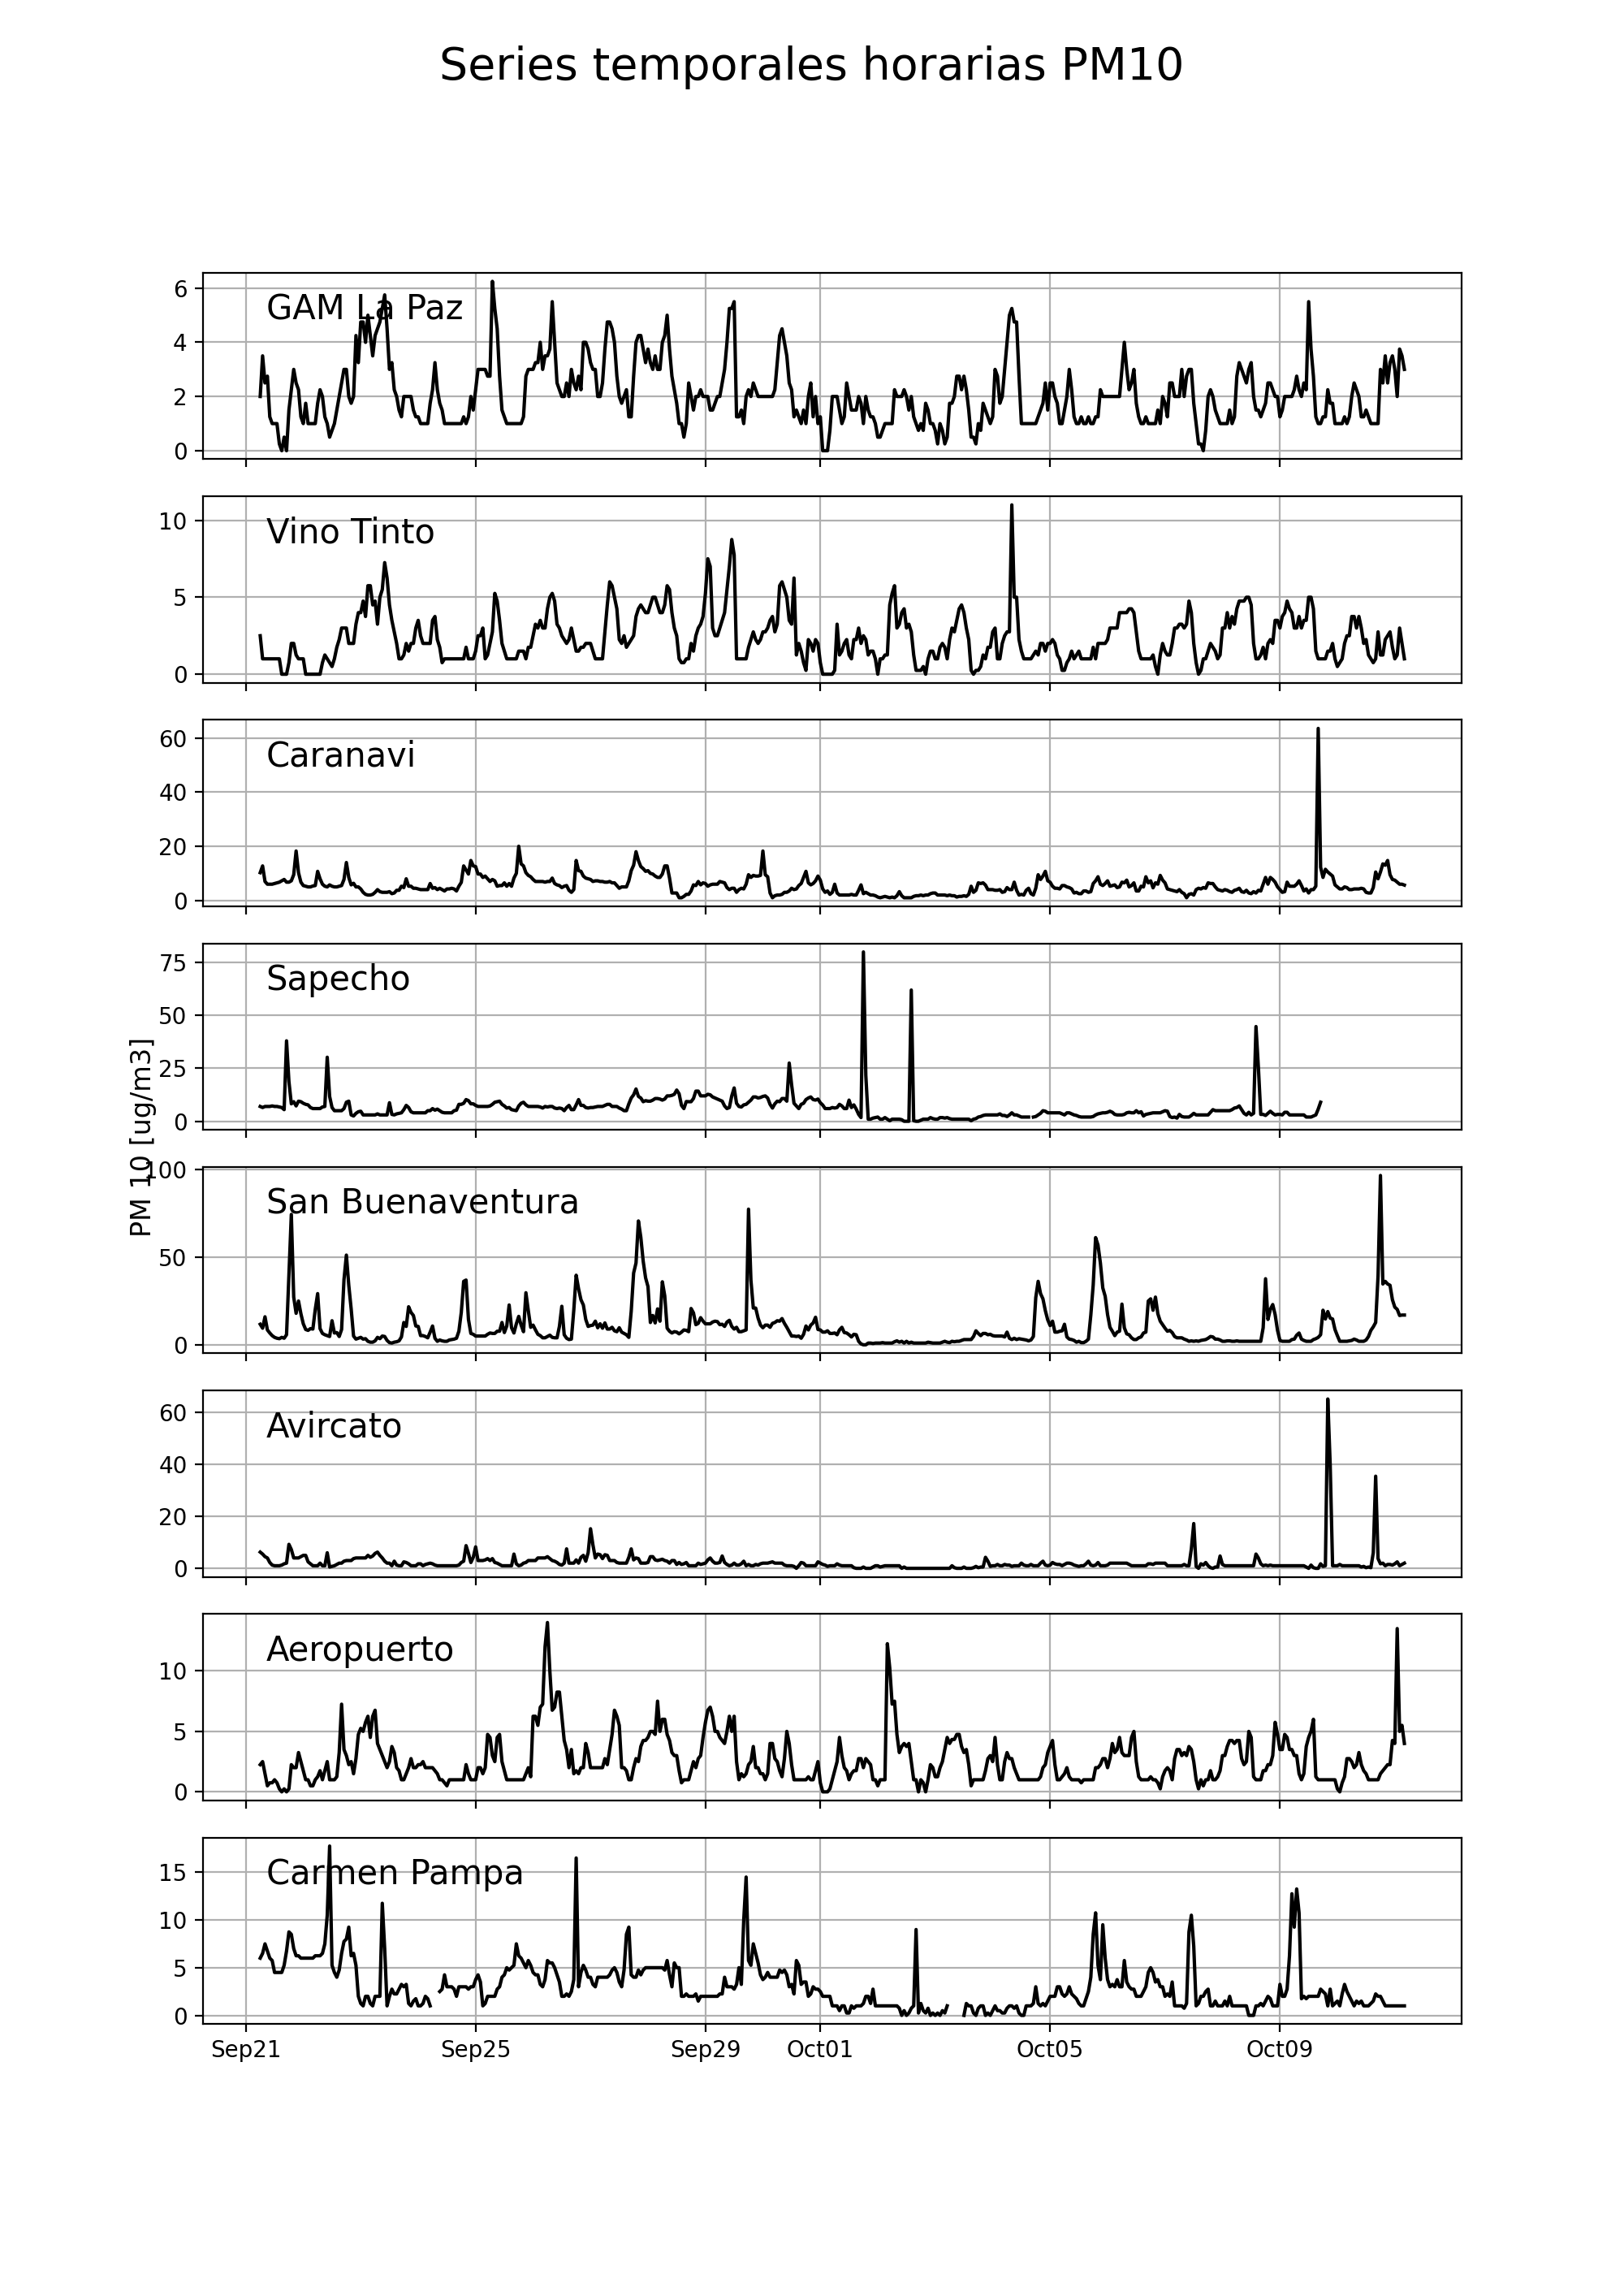 Series temporales horarias PM10
GAM La Paz
6
4
2
0
Vino Tinto
10
5
0
Caranavi
60
40
20
0
PM 10 [ug/m3]
Sapecho
75
50
25
0
San Buenaventura
100
50
0
Avircato
60
40
20
0
Aeropuerto
10
5
0
Carmen Pampa
15
10
5
0
Sep21 Sep25 Sep29 Oct01 Oct05 Oct09